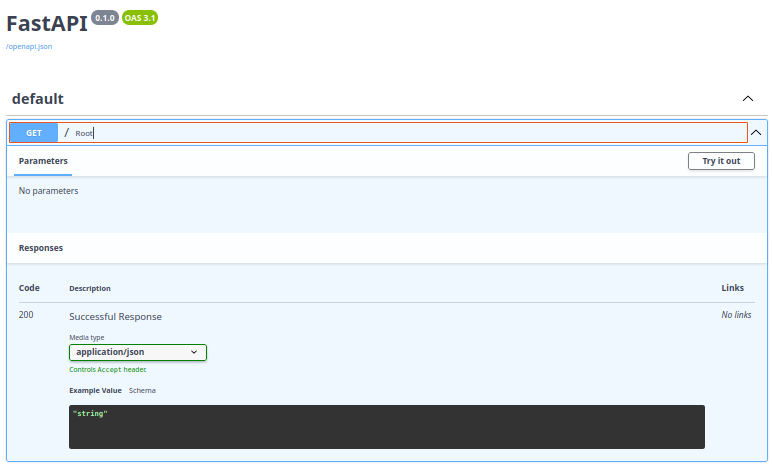 FastAPI 0.1.0 OAS 3.1
/openapi.json
default
GET / Root
Parameters Try it out
No parameters
Responses
Code Description Links
200 Successful Response No links
Media type
application/json
Controls Accept header.
Example Value Schema
"string"